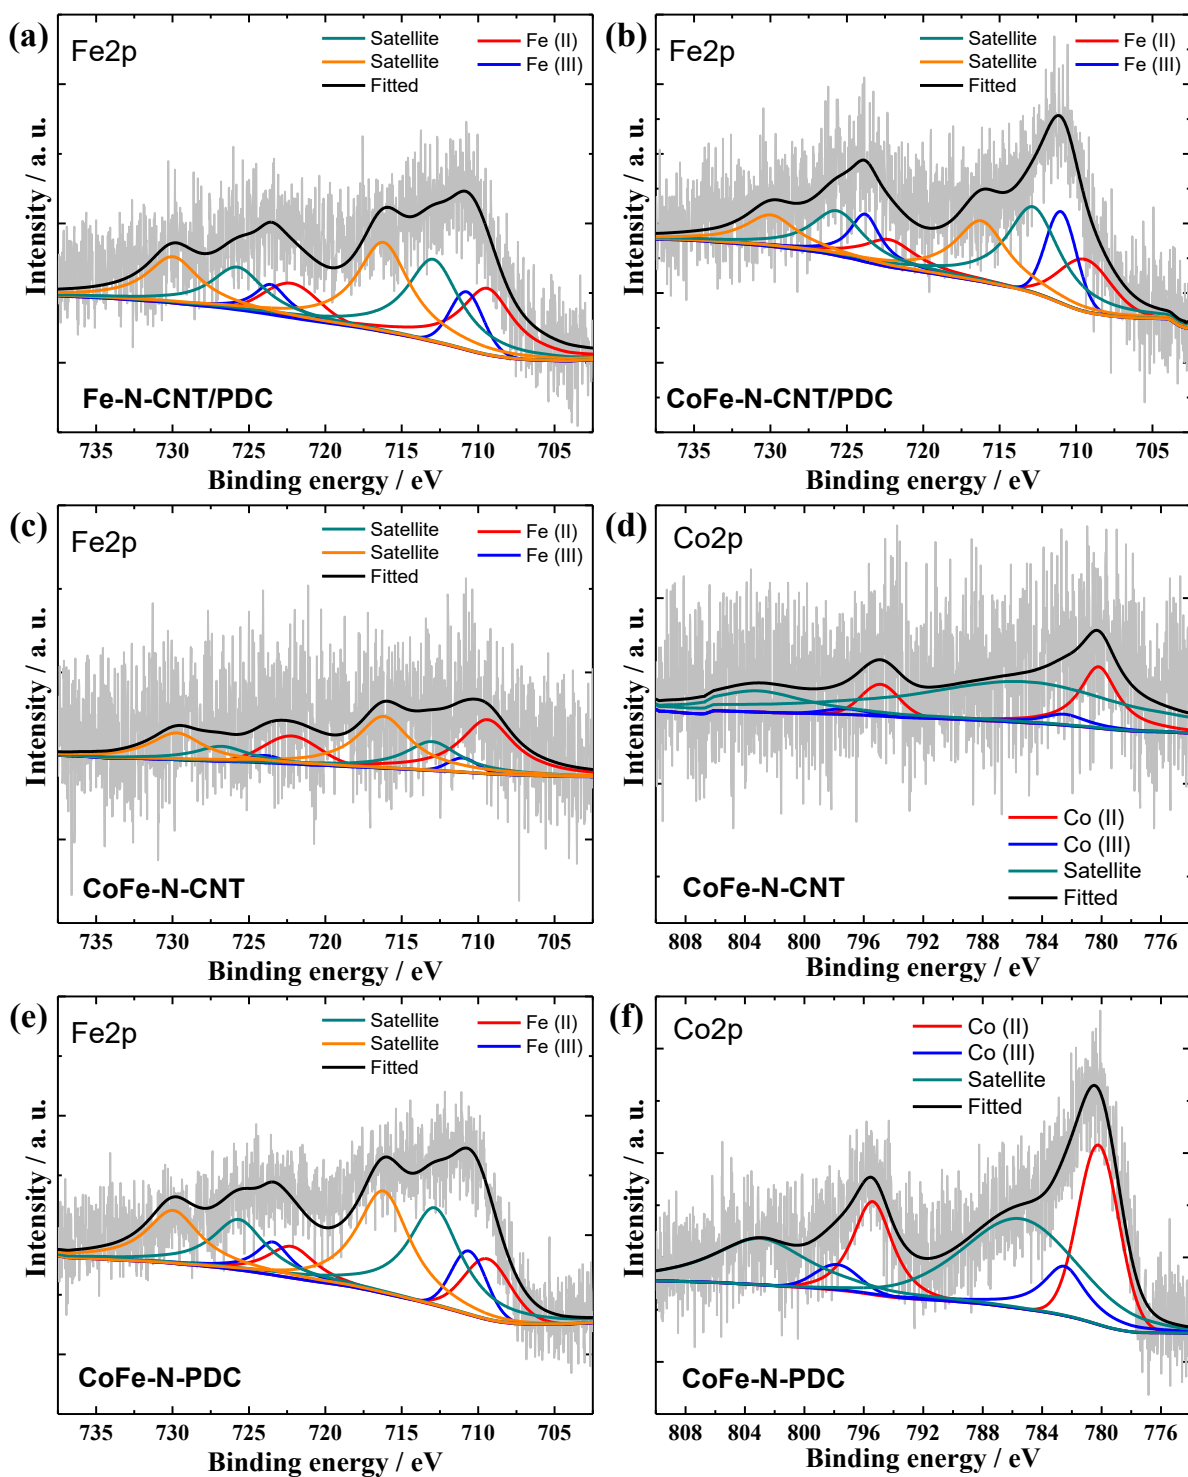 (a)
Fe2p
Satellite
Fe (II)
Satellite
Fe (III)
Fitted
Intensity / a. u.
Fe-N-CNT/PDC
735 730 725 720 715 710 705
Binding energy / eV
(b)
Fe2p
Satellite
Fe (II)
Satellite
Fe (III)
Fitted
Intensity / a. u.
CoFe-N-CNT/PDC
735 730 725 720 715 710 705
Binding energy / eV
(c)
Fe2p
Satellite
Fe (II)
Satellite
Fe (III)
Fitted
Intensity / a. u.
CoFe-N-CNT
735 730 725 720 715 710 705
Binding energy / eV
(d)
Co2p
Intensity / a. u.
Co (II)
Co (III)
Satellite
Fitted
CoFe-N-CNT
808 804 800 796 792 788 784 780 776
Binding energy / eV
(e)
Fe2p
Satellite
Fe (II)
Satellite
Fe (III)
Fitted
Intensity / a. u.
CoFe-N-PDC
735 730 725 720 715 710 705
Binding energy / eV
(f)
Co2p
Co (II)
Co (III)
Satellite
Fitted
Intensity / a. u.
CoFe-N-PDC
808 804 800 796 792 788 784 780 776
Binding energy / eV